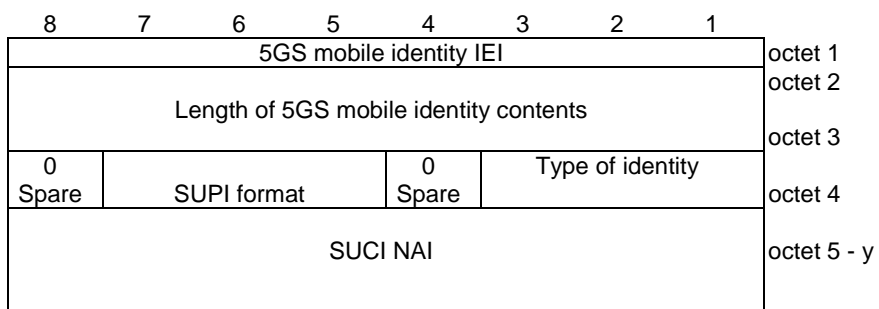 8 7 6 5 4 3 2 1
5GS mobile identity IEI octet 1
octet 2
Length of 5GS mobile identity contents
octet 3
0 0 Type of identity
Spare SUPI format Spare octet 4
SUCI NAI octet 5 - y